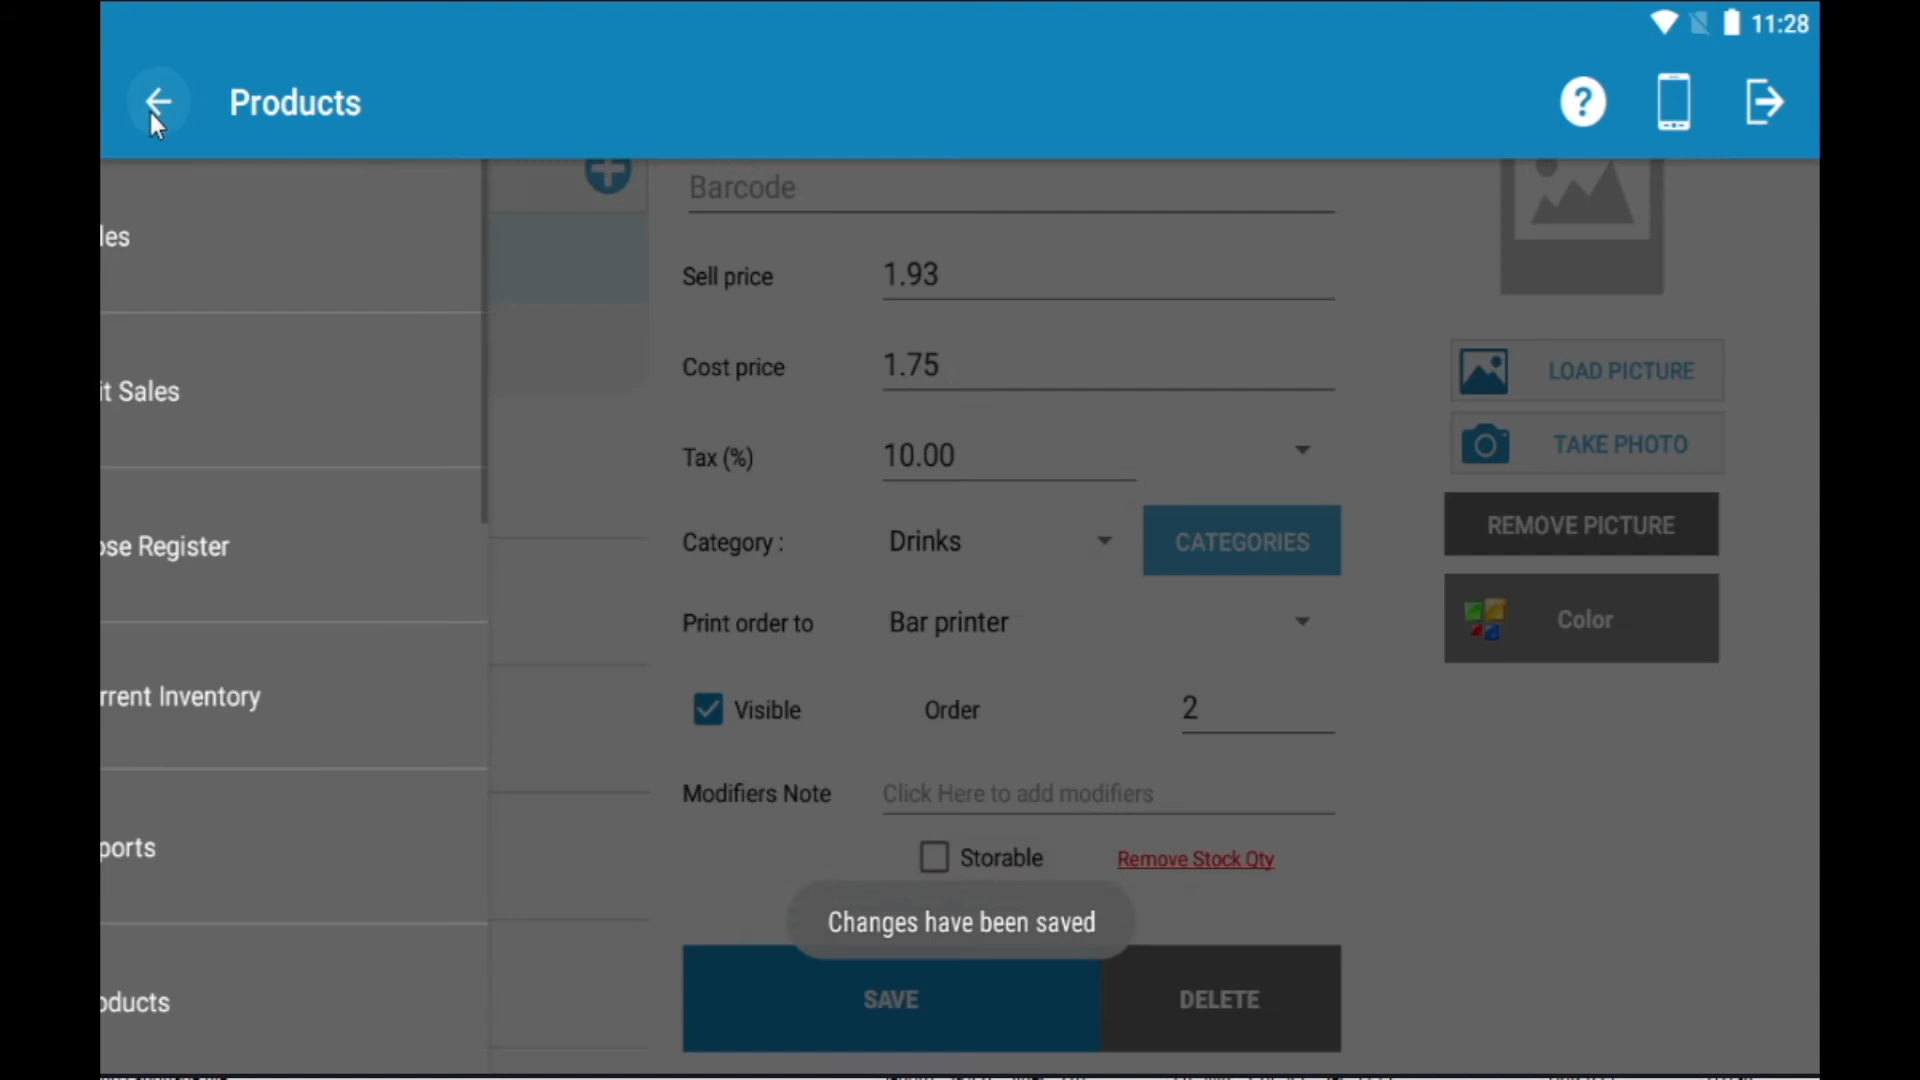 11:28
Products
?
les
it Sales
ose Register
rrent Inventory
ports
oducts
Barcode
Sell price 1.93
Cost price 1.75
Tax (%) 10.00
Category : Drinks CATEGORIES
Print order to Bar printer
Visible Order 2
Modifiers Note Click Here to add modifiers
Storable Remove Stock Qty
Changes have been saved
SAVE DELETE
LOAD PICTURE
TAKE PHOTO
REMOVE PICTURE
Color